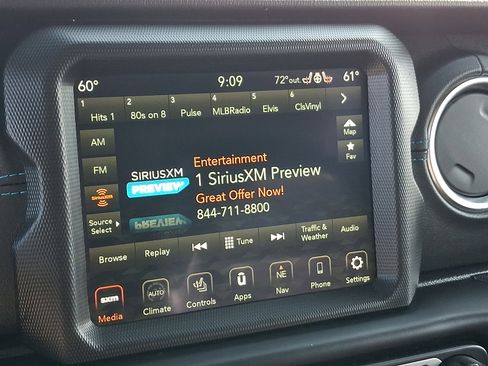 60° 9:09 72°out. 61°
1 2 3 4 5 6
Hits 1 80s on 8 Pulse MLBRadio Elvis ClsVinyl
AM
FM
SiriusXM
Source
Select
SIRIUSXM
PREVIEW
Entertainment
1 SiriusXM Preview
Great Offer Now!
844-711-8800
Map
Fav
Browse Replay Tune Traffic &
Weather Audio
sxm AUTO NE
Media Climate Controls Apps Nav Phone Settings